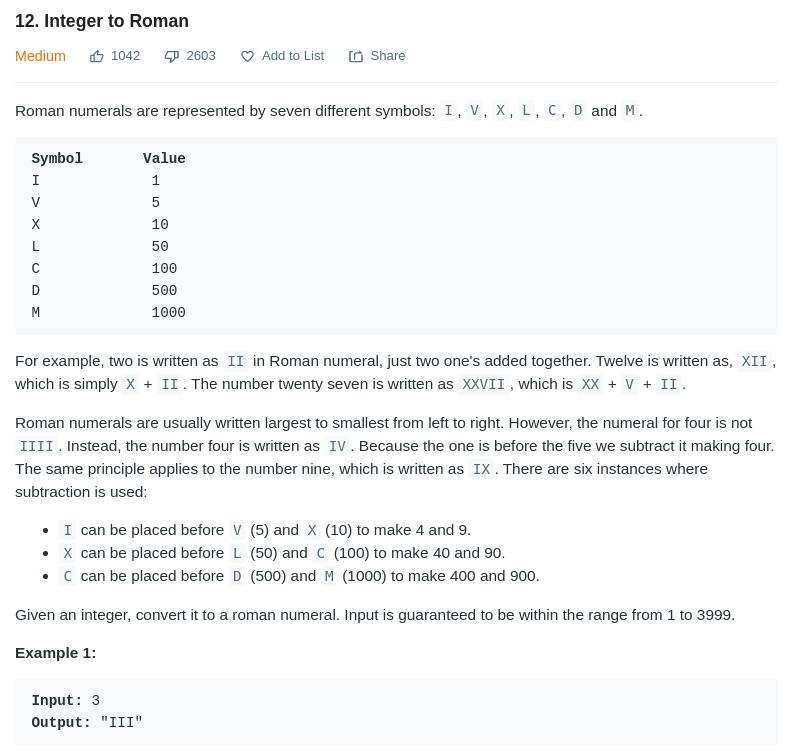 12. Integer to Roman
Medium 1042 2603 Add to List Share
Roman numerals are represented by seven different symbols: I, V, X, L, C, D and M.
Symbol Value
I 1
V 5
X 10
L 50
C 100
D 500
M 1000
For example, two is written as II in Roman numeral, just two one's added together. Twelve is written as, XII,
which is simply X + II. The number twenty seven is written as XXVII, which is XX + V + II.
Roman numerals are usually written largest to smallest from left to right. However, the numeral for four is not
IIII. Instead, the number four is written as IV. Because the one is before the five we subtract it making four.
The same principle applies to the number nine, which is written as IX. There are six instances where
subtraction is used:
• I can be placed before V (5) and X (10) to make 4 and 9.
• X can be placed before L (50) and C (100) to make 40 and 90.
• C can be placed before D (500) and M (1000) to make 400 and 900.
Given an integer, convert it to a roman numeral. Input is guaranteed to be within the range from 1 to 3999.
Example 1:
Input: 3
Output: "III"